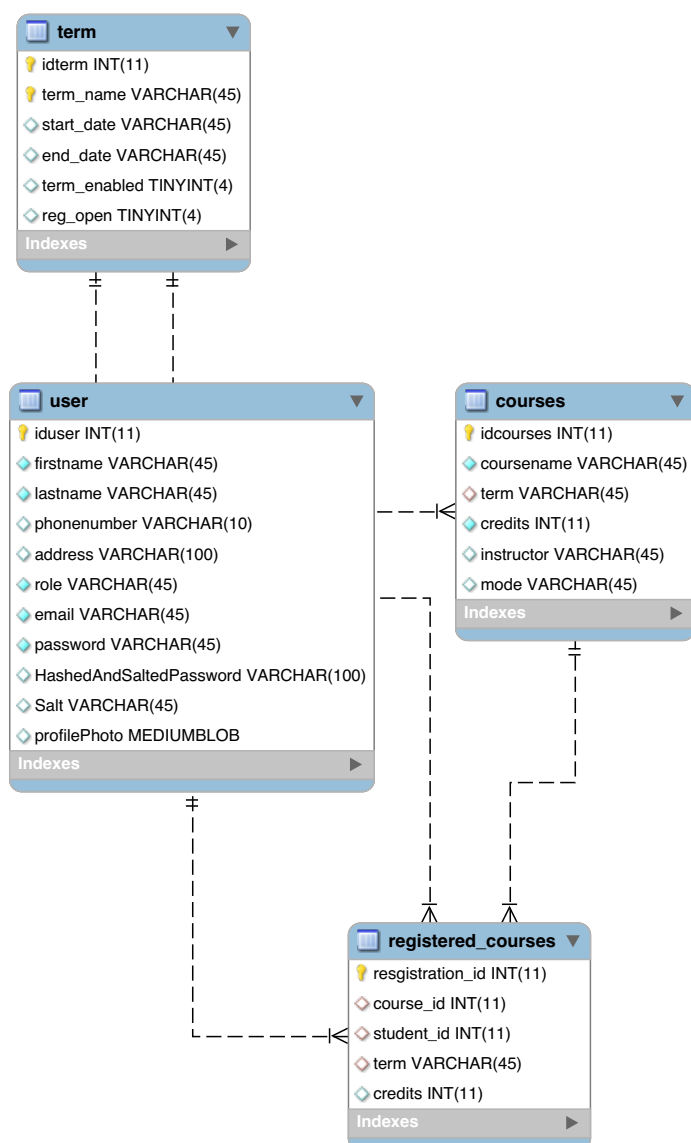 term
idterm INT(11)
term_name VARCHAR(45)
start_date VARCHAR(45)
end_date VARCHAR(45)
term_enabled TINYINT(4)
reg_open TINYINT(4)
Indexes
user
iduser INT(11)
firstname VARCHAR(45)
lastname VARCHAR(45)
phonenumber VARCHAR(10)
address VARCHAR(100)
role VARCHAR(45)
email VARCHAR(45)
password VARCHAR(45)
HashedAndSaltedPassword VARCHAR(100)
Salt VARCHAR(45)
profilePhoto MEDIUMBLOB
Indexes
courses
idcourses INT(11)
coursename VARCHAR(45)
term VARCHAR(45)
credits INT(11)
instructor VARCHAR(45)
mode VARCHAR(45)
Indexes
registered_courses
resgistration_id INT(11)
course_id INT(11)
student_id INT(11)
term VARCHAR(45)
credits INT(11)
Indexes